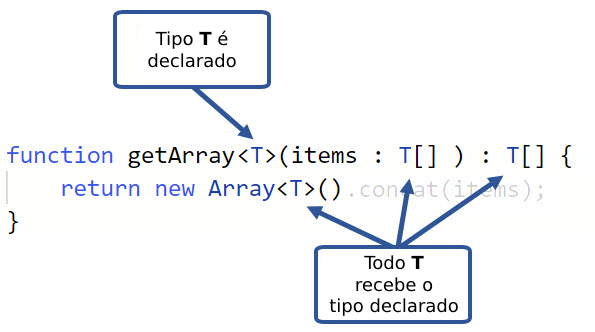 Tipo T é
declarado
function getArray<T>(items : T[] ) : T[] {
return new Array<T>().concat(items);
}
Todo T
recebe o
tipo declarado